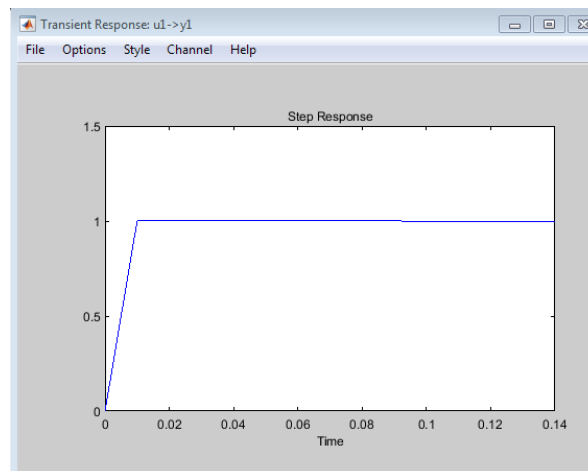 Transient Response: u1->y1
File Options Style Channel Help
Step Response
1.5
1
0.5
0
0 0.02 0.04 0.06 0.08 0.1 0.12 0.14
Time